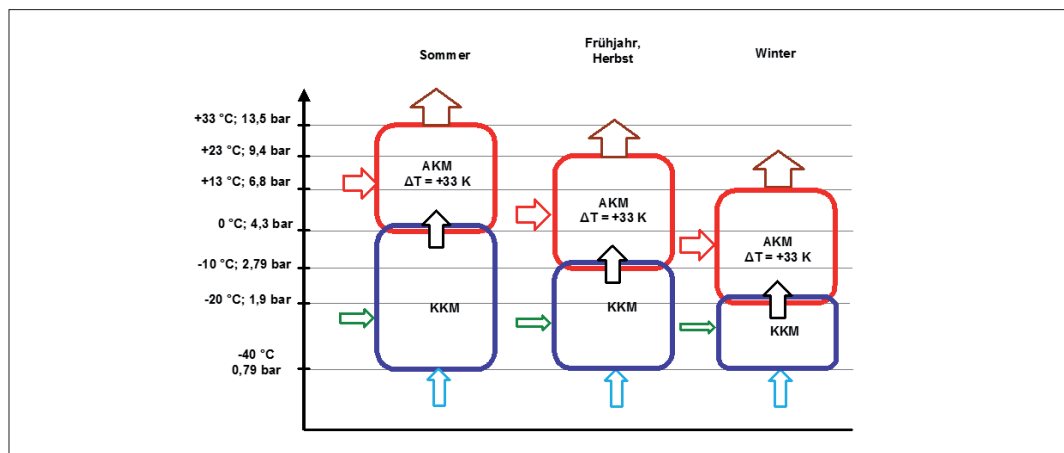 Sommer
Frühjahr,
Herbst
Winter
+33 °C; 13,5 bar
+23 °C; 9,4 bar
+13 °C; 6,8 bar
0 °C; 4,3 bar
-10 °C; 2,79 bar
-20 °C; 1,9 bar
-40 °C
0,79 bar
AKM
ΔT = +33 K
KKM
AKM
ΔT = +33 K
KKM
AKM
ΔT = +33 K
KKM